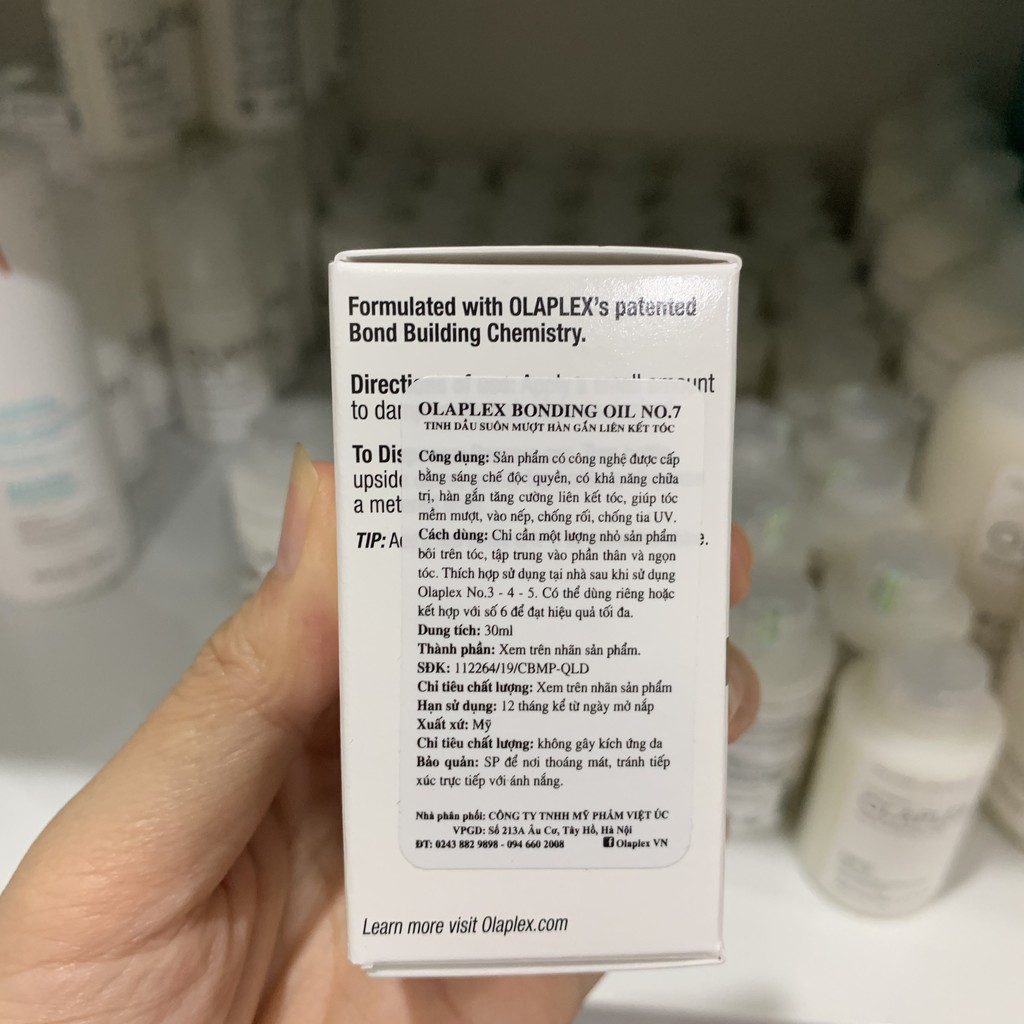 Formulated with OLAPLEX's patented
Bond Building Chemistry.
to
To
upside
a
TIP:
OLAPLEX BONDING OIL NO.7
TINH DẦU SUÔN MƯỢT HÀN GẮN LIÊN KẾT TÓC
Công dụng: Sản phẩm có công nghệ được cấp
bằng sáng chế độc quyền, có khả năng chữa
trị, hàn gắn tăng cường liên kết tóc, giúp tóc
mềm mượt, vào nếp, chống rối, chống tia UV.
Cách dùng: Chỉ cần một lượng nhỏ sản phẩm
bôi trên tóc, tập trung vào phần thân và ngọn
tóc. Thích hợp sử dụng tại nhà sau khi sử dụng
Olaplex No.3 - 4 - 5. Có thể dùng riêng hoặc
kết hợp với số 6 để đạt hiệu quả tối đa.
Dung tích: 30ml
Thành phần: Xem trên nhãn sản phẩm.
SĐK: 112264/19/CBMP-QLD
Chỉ tiêu chất lượng: Xem trên nhãn sản phẩm
Hạn sử dụng: 12 tháng kể từ ngày mở nắp
Xuất xứ: Mỹ
Chỉ tiêu chất lượng: không gây kích ứng da
Bảo quản: SP để nơi thoáng mát, tránh tiếp
xúc trực tiếp với ánh nắng.
Nhà phân phối: CÔNG TY TNHH MỸ PHẨM VIỆT ÚC
VPGD: Số 213A Âu Cơ, Tây Hồ, Hà Nội
ĐT: 0243 882 9898 - 094 660 2008 Olaplex VN
Learn more visit Olaplex.com
OLAPLEX